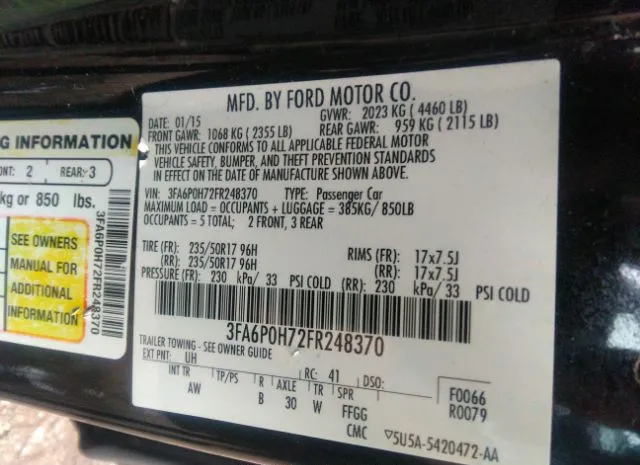 MFD. BY FORD MOTOR CO.
DATE: 01/15 GVWR: 2023 KG ( 4460 LB)
FRONT GAWR: 1068 KG ( 2355 LB) REAR GAWR: 959 KG ( 2115 LB)
THIS VEHICLE CONFORMS TO ALL APPLICABLE FEDERAL MOTOR
VEHICLE SAFETY, BUMPER, AND THEFT PREVENTION STANDARDS
IN EFFECT ON THE DATE OF MANUFACTURE SHOWN ABOVE.
VIN: 3FA6P0H72FR248370 TYPE: Passenger Car
MAXIMUM LOAD = OCCUPANTS + LUGGAGE = 385KG/ 850LB
OCCUPANTS = 5 TOTAL; 2 FRONT, 3 REAR
TIRE (FR): 235/50R17 96H RIMS (FR): 17x7.5J
(RR): 235/50R17 96H (RR): 17x7.5J
PRESSURE (FR): 230 kPa/ 33 PSI COLD (RR): 230 kPa/ 33 PSI COLD
3FA6P0H72FR248370
TRAILER TOWING - SEE OWNER GUIDE
EXT PNT: UH RC: 41 DSO: F0066
INT TR TP/PS R AXLE TR SPR R0079
AW B 30 W FFGG
CMC 5U5A-5420472-AA
G INFORMATION
ONT: 2 REAR: 3
kg or 850 lbs.
SEE OWNERS
MANUAL FOR
ADDITIONAL
INFORMATION
3FA6P0H72FR248370